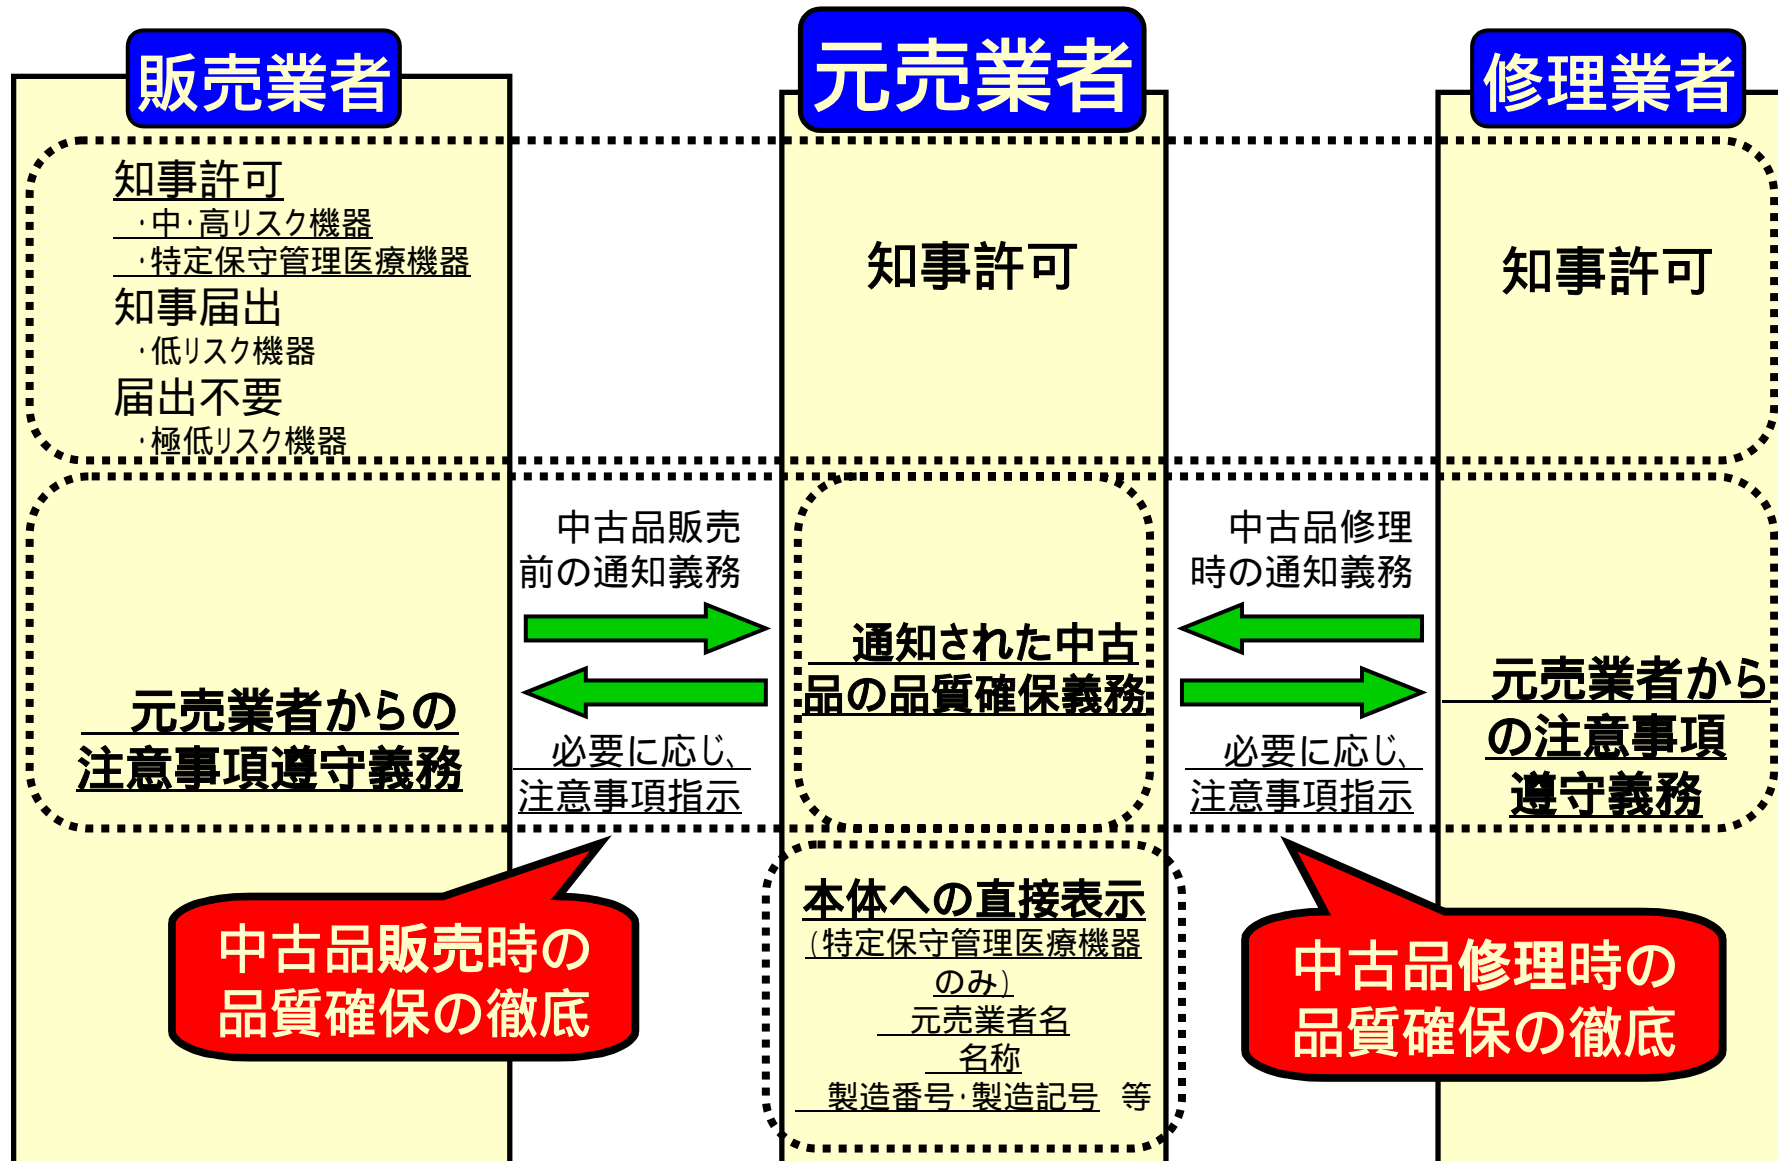 販売業者
元売業者
修理業者
知事許可
・中・高リスク機器
・特定保守管理医療機器
知事届出
・低リスク機器
届出不要
・極低リスク機器
知事許可
知事許可
元売業者からの
注意事項遵守義務
中古品販売
前の通知義務
必要に応じ、
注意事項指示
通知された中古
品の品質確保義務
中古品修理
時の通知義務
必要に応じ、
注意事項指示
元売業者から
の注意事項
遵守義務
中古品販売時の
品質確保の徹底
本体への直接表示
(特定保守管理医療機器
のみ)
元売業者名
名称
製造番号・製造記号 等
中古品修理時の
品質確保の徹底